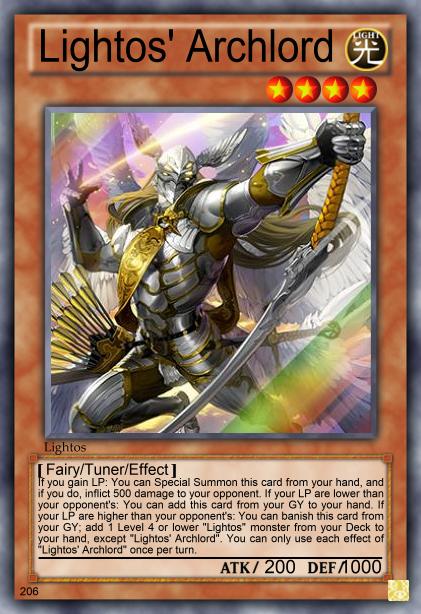 Lightos' Archlord
LIGHT
光
Lightos
[ Fairy/Tuner/Effect ]
If you gain LP: You can Special Summon this card from your hand, and
if you do, inflict 500 damage to your opponent. If your LP are lower than
your opponent's: You can add this card from your GY to your hand. If
your LP are higher than your opponent's: You can banish this card from
your GY; add 1 Level 4 or lower "Lightos" monster from your Deck to
your hand, except "Lightos' Archlord". You can only use each effect of
"Lightos' Archlord" once per turn.
ATK/ 200 DEF/1000
206